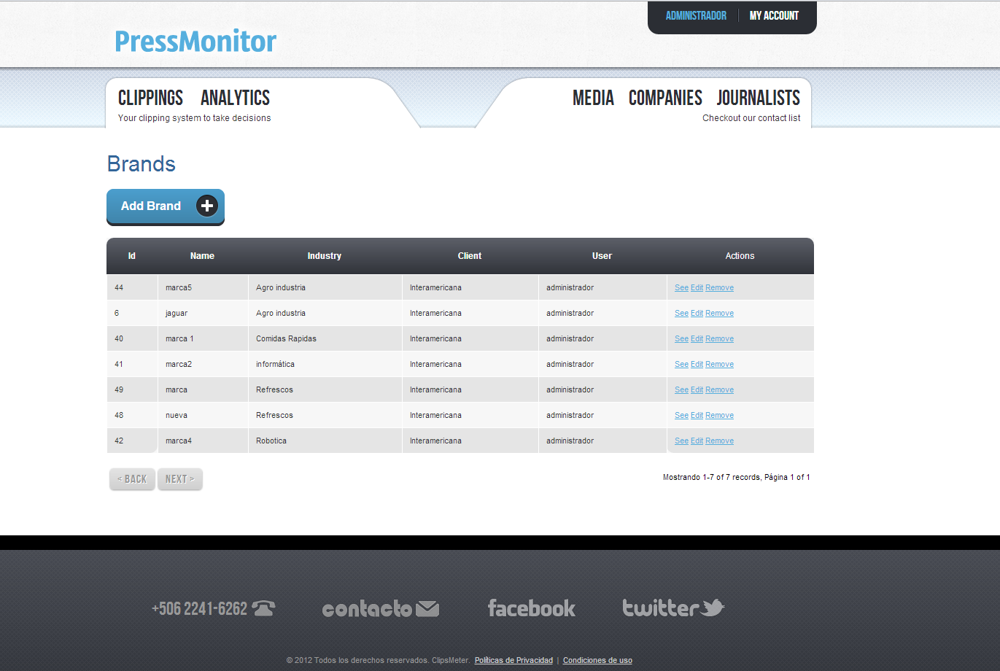 ADMINISTRADOR MY ACCOUNT
PressMonitor
CLIPPINGS ANALYTICS
Your clipping system to take decisions
MEDIA COMPANIES JOURNALISTS
Checkout our contact list
Brands
Add Brand
Id Name Industry Client User Actions
44 marca5 Agro industria Interamericana administrador See Edit Remove
6 jaguar Agro industria Interamericana administrador See Edit Remove
40 marca 1 Comidas Rapidas Interamericana administrador See Edit Remove
41 marca2 informática Interamericana administrador See Edit Remove
49 marca Refrescos Interamericana administrador See Edit Remove
48 nueva Refrescos Interamericana administrador See Edit Remove
42 marca4 Robotica Interamericana administrador See Edit Remove
< BACK NEXT > Mostrando 1-7 of 7 records, Página 1 of 1
+506 2241-6262 contacto facebook twitter
© 2012 Todos los derechos reservados. ClipsMeter. Políticas de Privacidad | Condiciones de uso